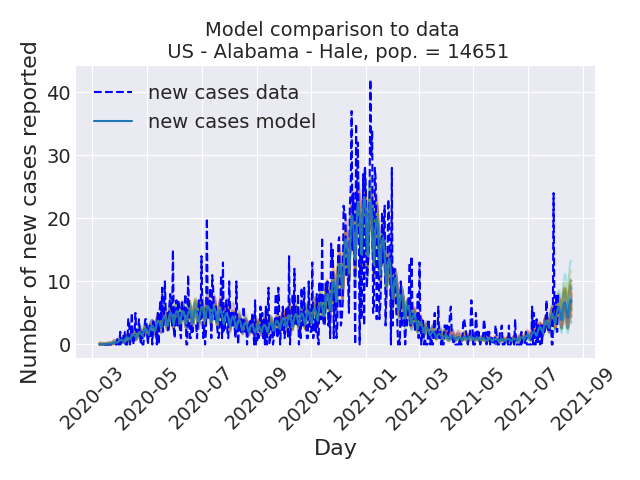 Model comparison to data
US - Alabama - Hale, pop. = 14651
Number of new cases reported
40
30
20
10
0
new cases data
new cases model
2020-03
2020-05
2020-07
2020-09
2020-11
2021-01
2021-03
2021-05
2021-07
2021-09
Day